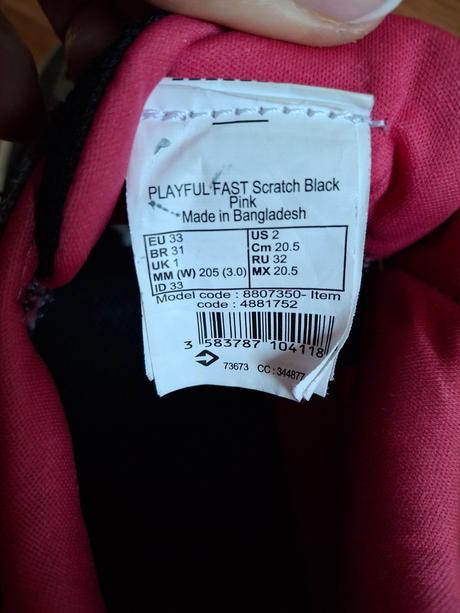 PLAYFUL FAST Scratch Black
Pink
Made in Bangladesh
EU 33
BR 31
UK 1
MM (W) 205 (3.0)
ID 33
US 2
Cm 20.5
RU 32
MX 20.5
Model code : 8807350- Item
code : 4881752
3 583787 104118
73673 CC : 344877